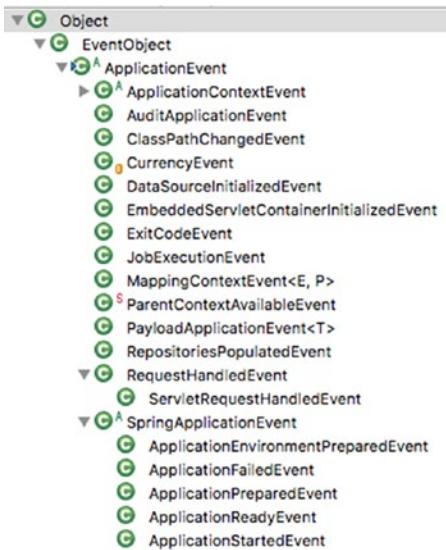 Object
EventObject
ApplicationEvent
ApplicationContextEvent
AuditApplicationEvent
ClassPathChangedEvent
CurrencyEvent
DataSourceInitializedEvent
EmbeddedServletContainerInitializedEvent
ExitCodeEvent
JobExecutionEvent
MappingContextEvent<E, P>
ParentContextAvailableEvent
PayloadApplicationEvent<T>
RepositoriesPopulatedEvent
RequestHandledEvent
ServletRequestHandledEvent
SpringApplicationEvent
ApplicationEnvironmentPreparedEvent
ApplicationFailedEvent
ApplicationPreparedEvent
ApplicationReadyEvent
ApplicationStartedEvent